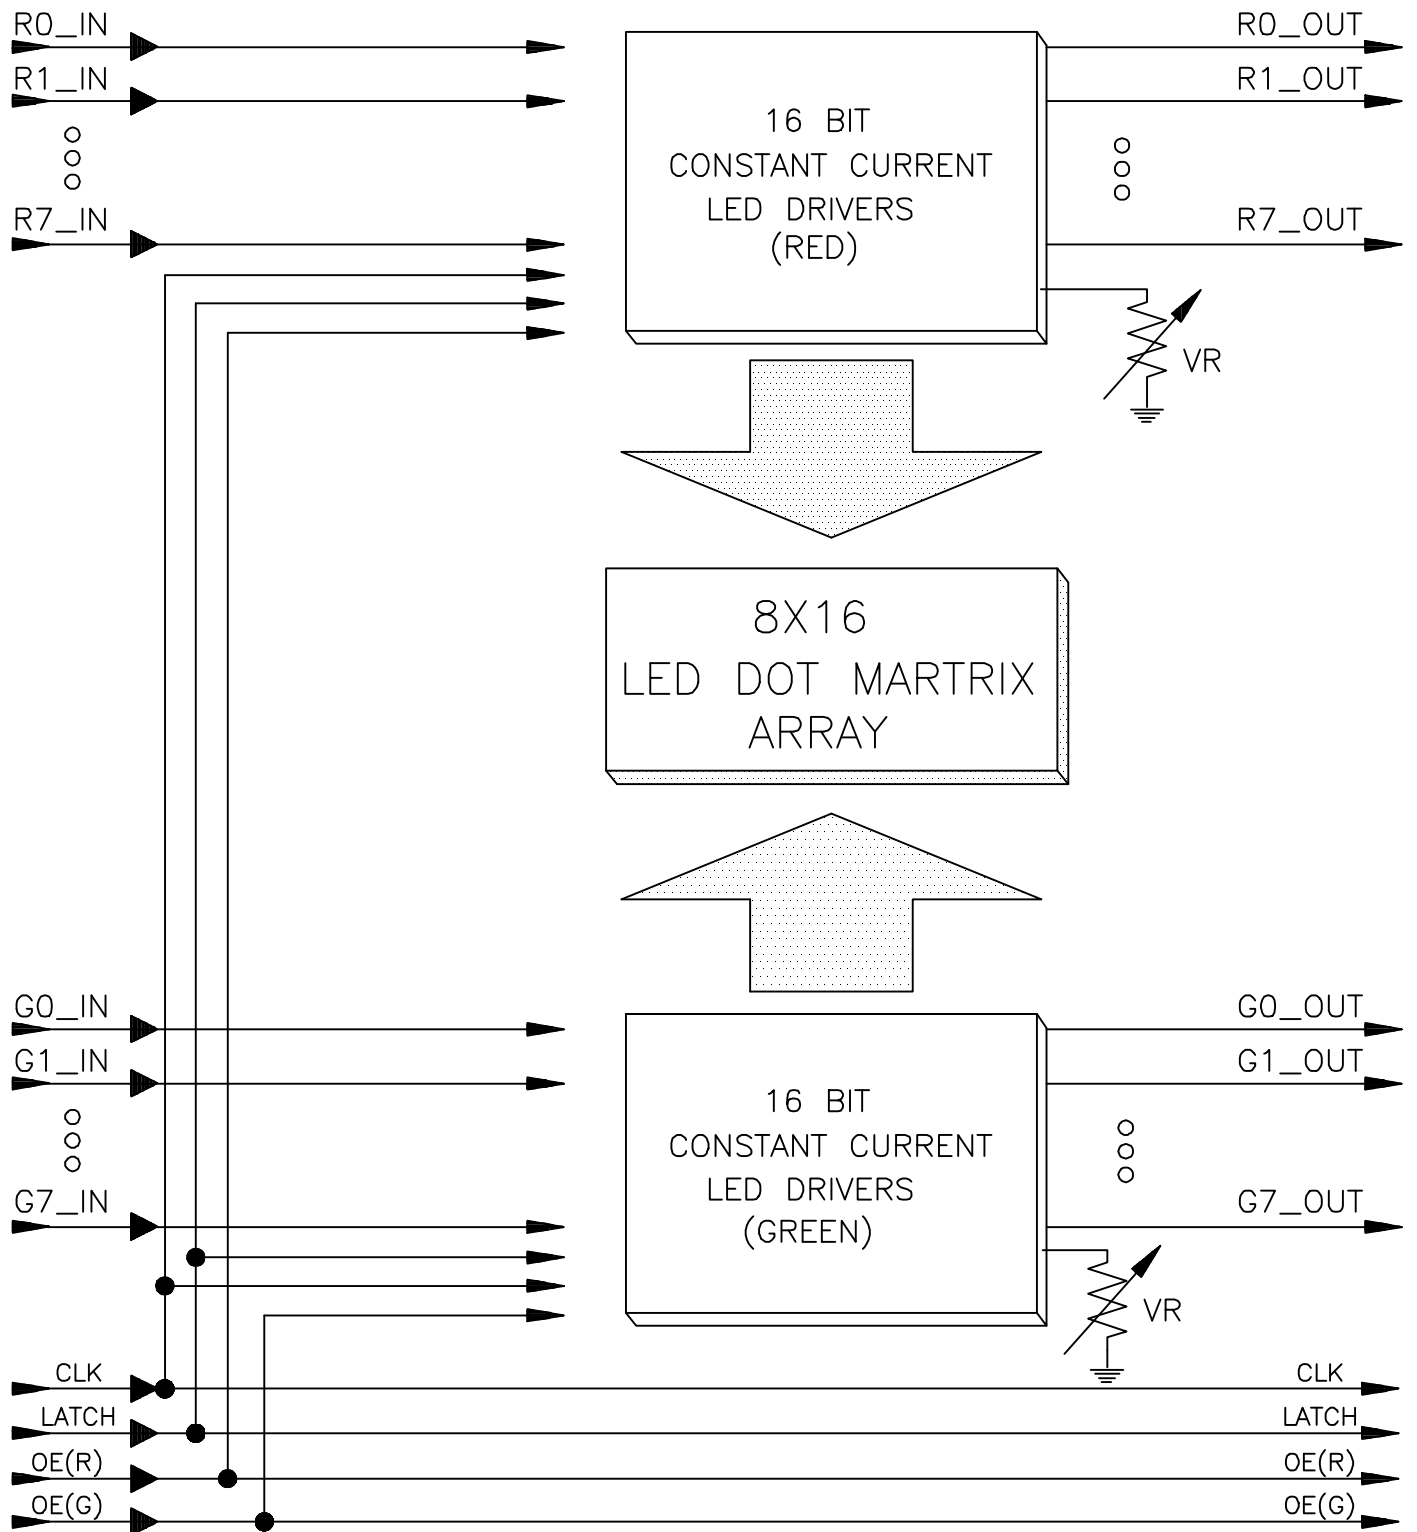 R0_IN
R0_OUT
R1_IN
R1_OUT
16 BIT
CONSTANT CURRENT
LED DRIVERS
(RED)
R7_IN
R7_OUT
VR
8X16
LED DOT MARTRIX
ARRAY
G0_IN
G0_OUT
G1_IN
G1_OUT
16 BIT
CONSTANT CURRENT
LED DRIVERS
(GREEN)
G7_IN
G7_OUT
VR
CLK
CLK
LATCH
LATCH
OE(R)
OE(R)
OE(G)
OE(G)